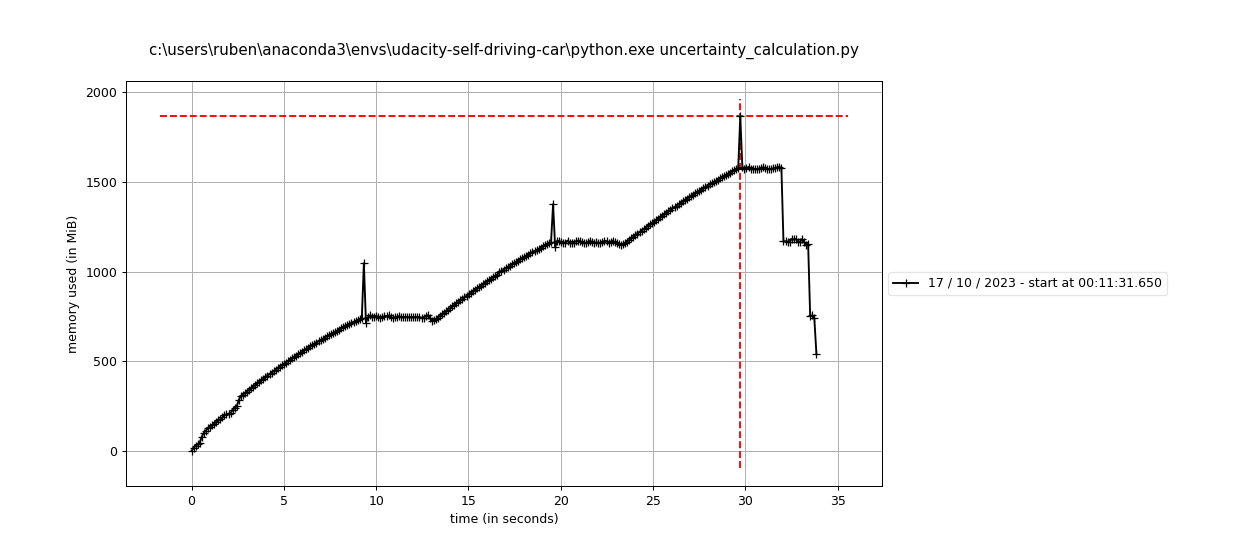 c:\users\ruben\anaconda3\envs\udacity-self-driving-car\python.exe uncertainty_calculation.py
2000
1500
1000
500
0
memory used (in MiB)
0 5 10 15 20 25 30 35
time (in seconds)
17 / 10 / 2023 - start at 00:11:31.650